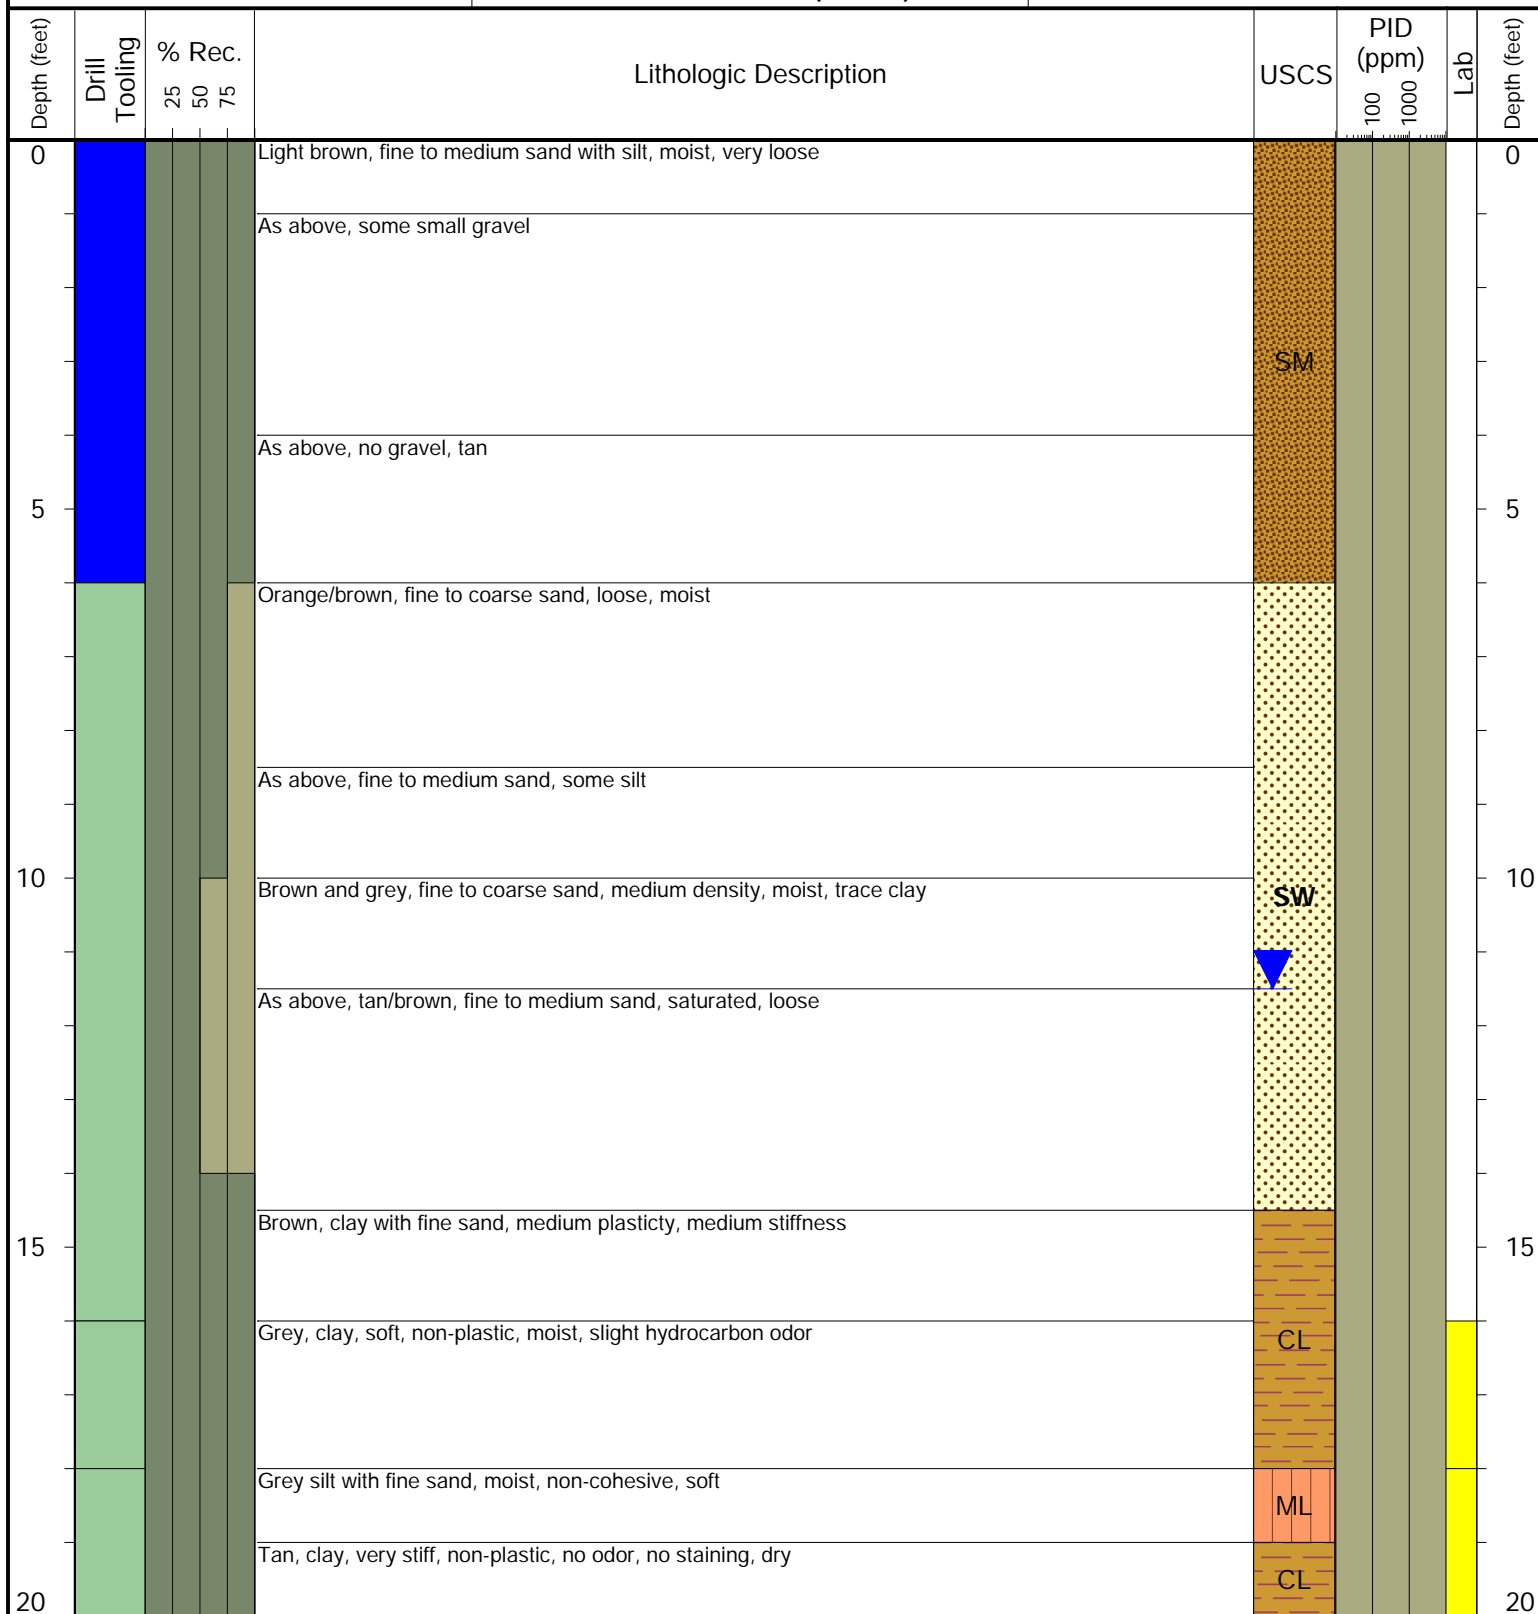 Depth (feet)
Drill Tooling
% Rec.
25 50 75
Lithologic Description
USCS
PID (ppm)
100 1000
Lab
Depth (feet)
0 Light brown, fine to medium sand with silt, moist, very loose 0
As above, some small gravel
SM
As above, no gravel, tan
5 5
Orange/brown, fine to coarse sand, loose, moist
As above, fine to medium sand, some silt
10 10
Brown and grey, fine to coarse sand, medium density, moist, trace clay
SW
As above, tan/brown, fine to medium sand, saturated, loose
Brown, clay with fine sand, medium plasticty, medium stiffness
15 15
Grey, clay, soft, non-plastic, moist, slight hydrocarbon odor
CL
Grey silt with fine sand, moist, non-cohesive, soft
ML
Tan, clay, very stiff, non-plastic, no odor, no staining, dry
CL
20 20